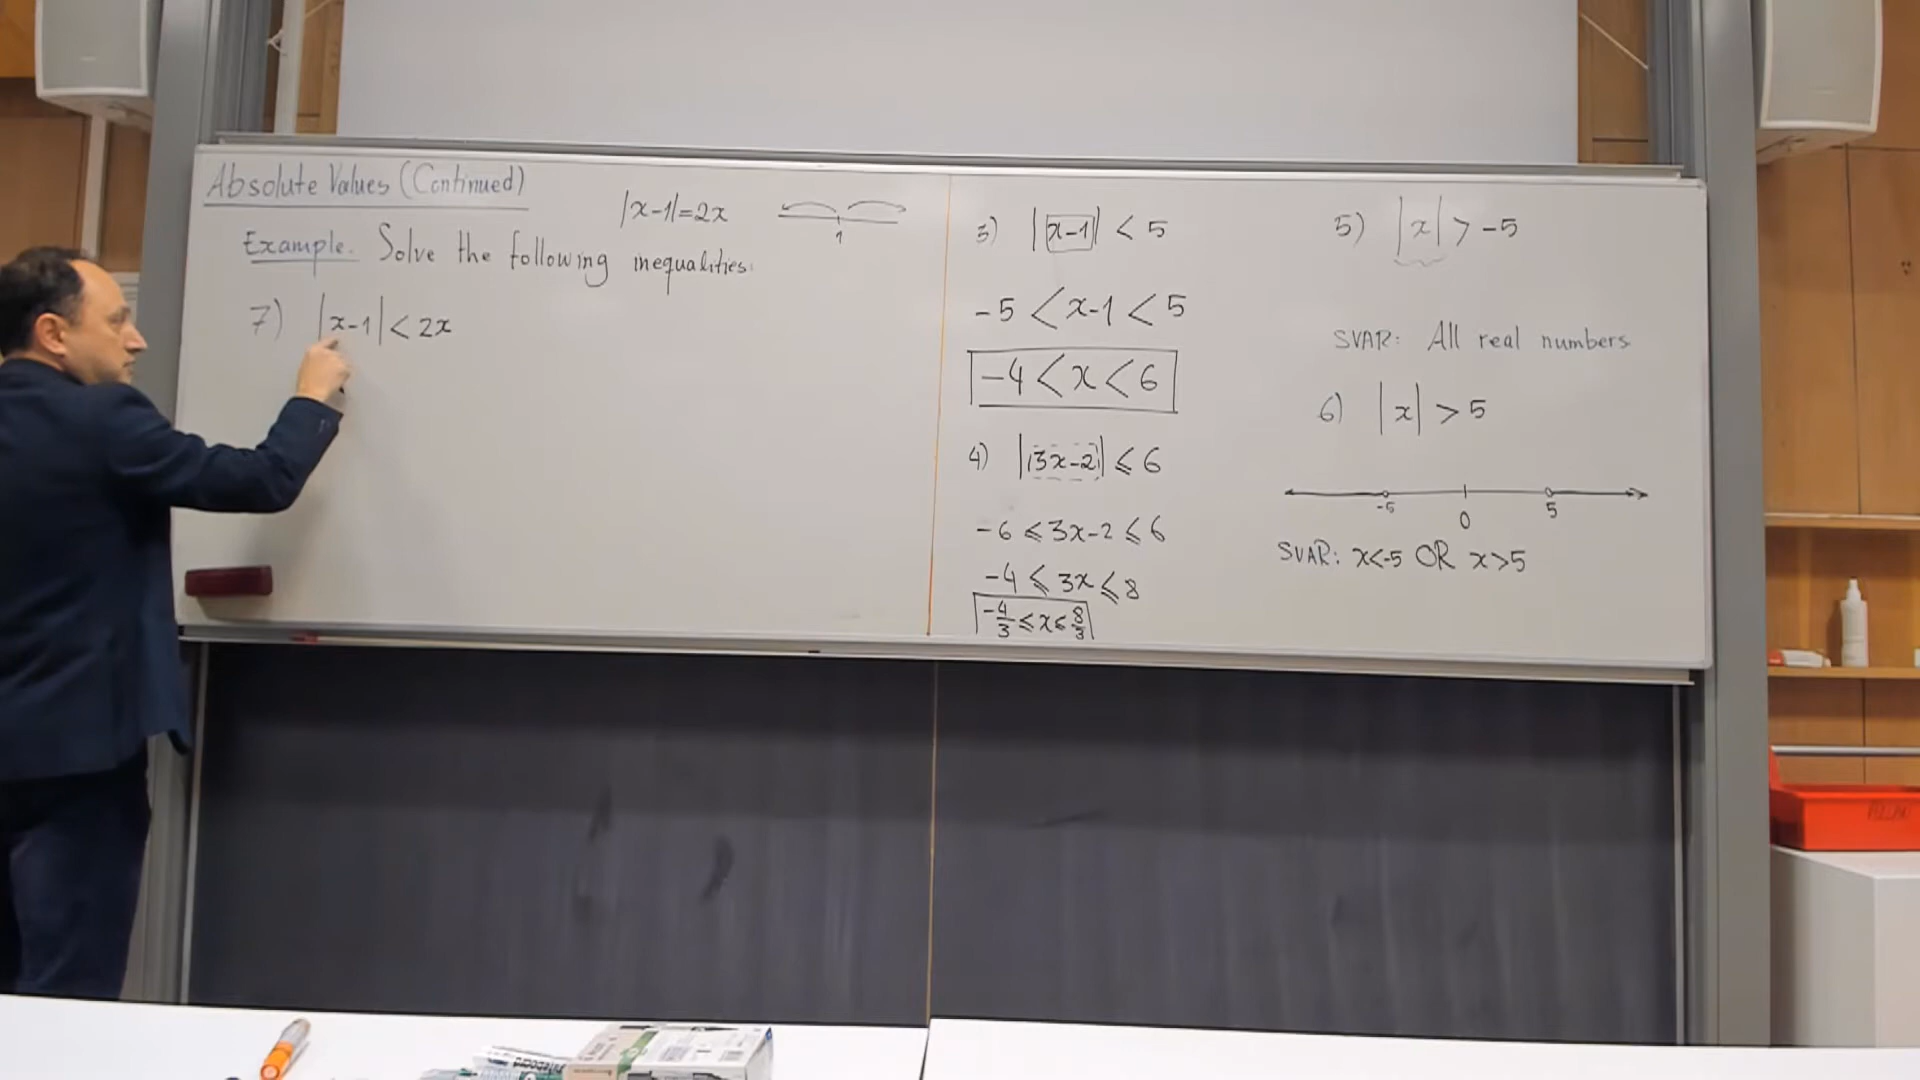 Absolute Values (Continued)
|x-1|=2x
1
Example. Solve the following inequalities.
7) |x-1| < 2x
3) |x-1| < 5
-5 < x-1 < 5
-4 < x < 6
4) |3x-2| ⩽ 6
-6 ⩽ 3x-2 ⩽ 6
-4 ⩽ 3x ⩽ 8
-4/3 ⩽ x ⩽ 8/3
5) |x| > -5
SVAR: All real numbers
6) |x| > 5
-5 0 5
SVAR: x<-5 OR x>5